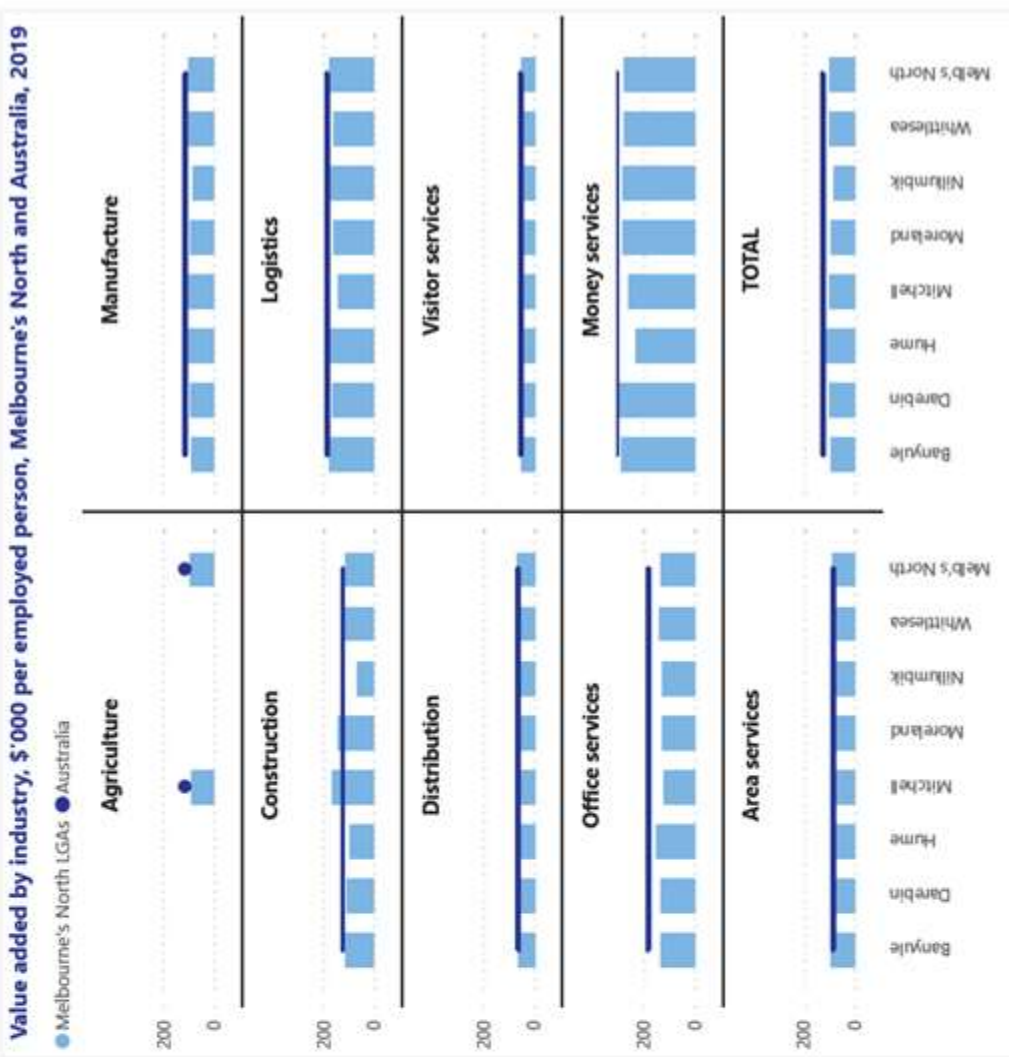 Value added by industry, $'000 per employed person, Melbourne's North and Australia, 2019
Melbourne's North LGAs Australia
Agriculture
Manufacture
200
0
Construction
Logistics
200
0
Distribution
Visitor services
200
0
Office services
Money services
200
0
Area services
TOTAL
200
0
Banyule Darebin Hume Mitchell Moreland Nillumbik Whittlesea Melb's North
Banyule Darebin Hume Mitchell Moreland Nillumbik Whittlesea Melb's North